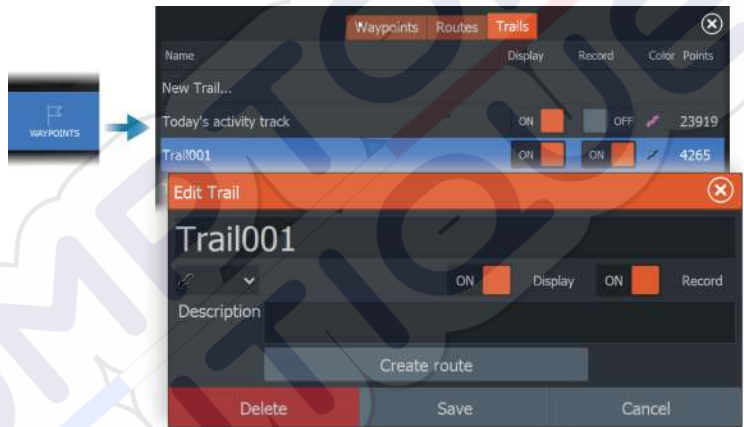 Waypoints Routes Trails
Name Display Record Color Points
New Trail...
Today's activity track ON OFF 23919
WAYPOINTS
Trail001 ON ON 4265
Edit Trail
Trail001
ON Display ON Record
Description
Create route
Delete Save Cancel